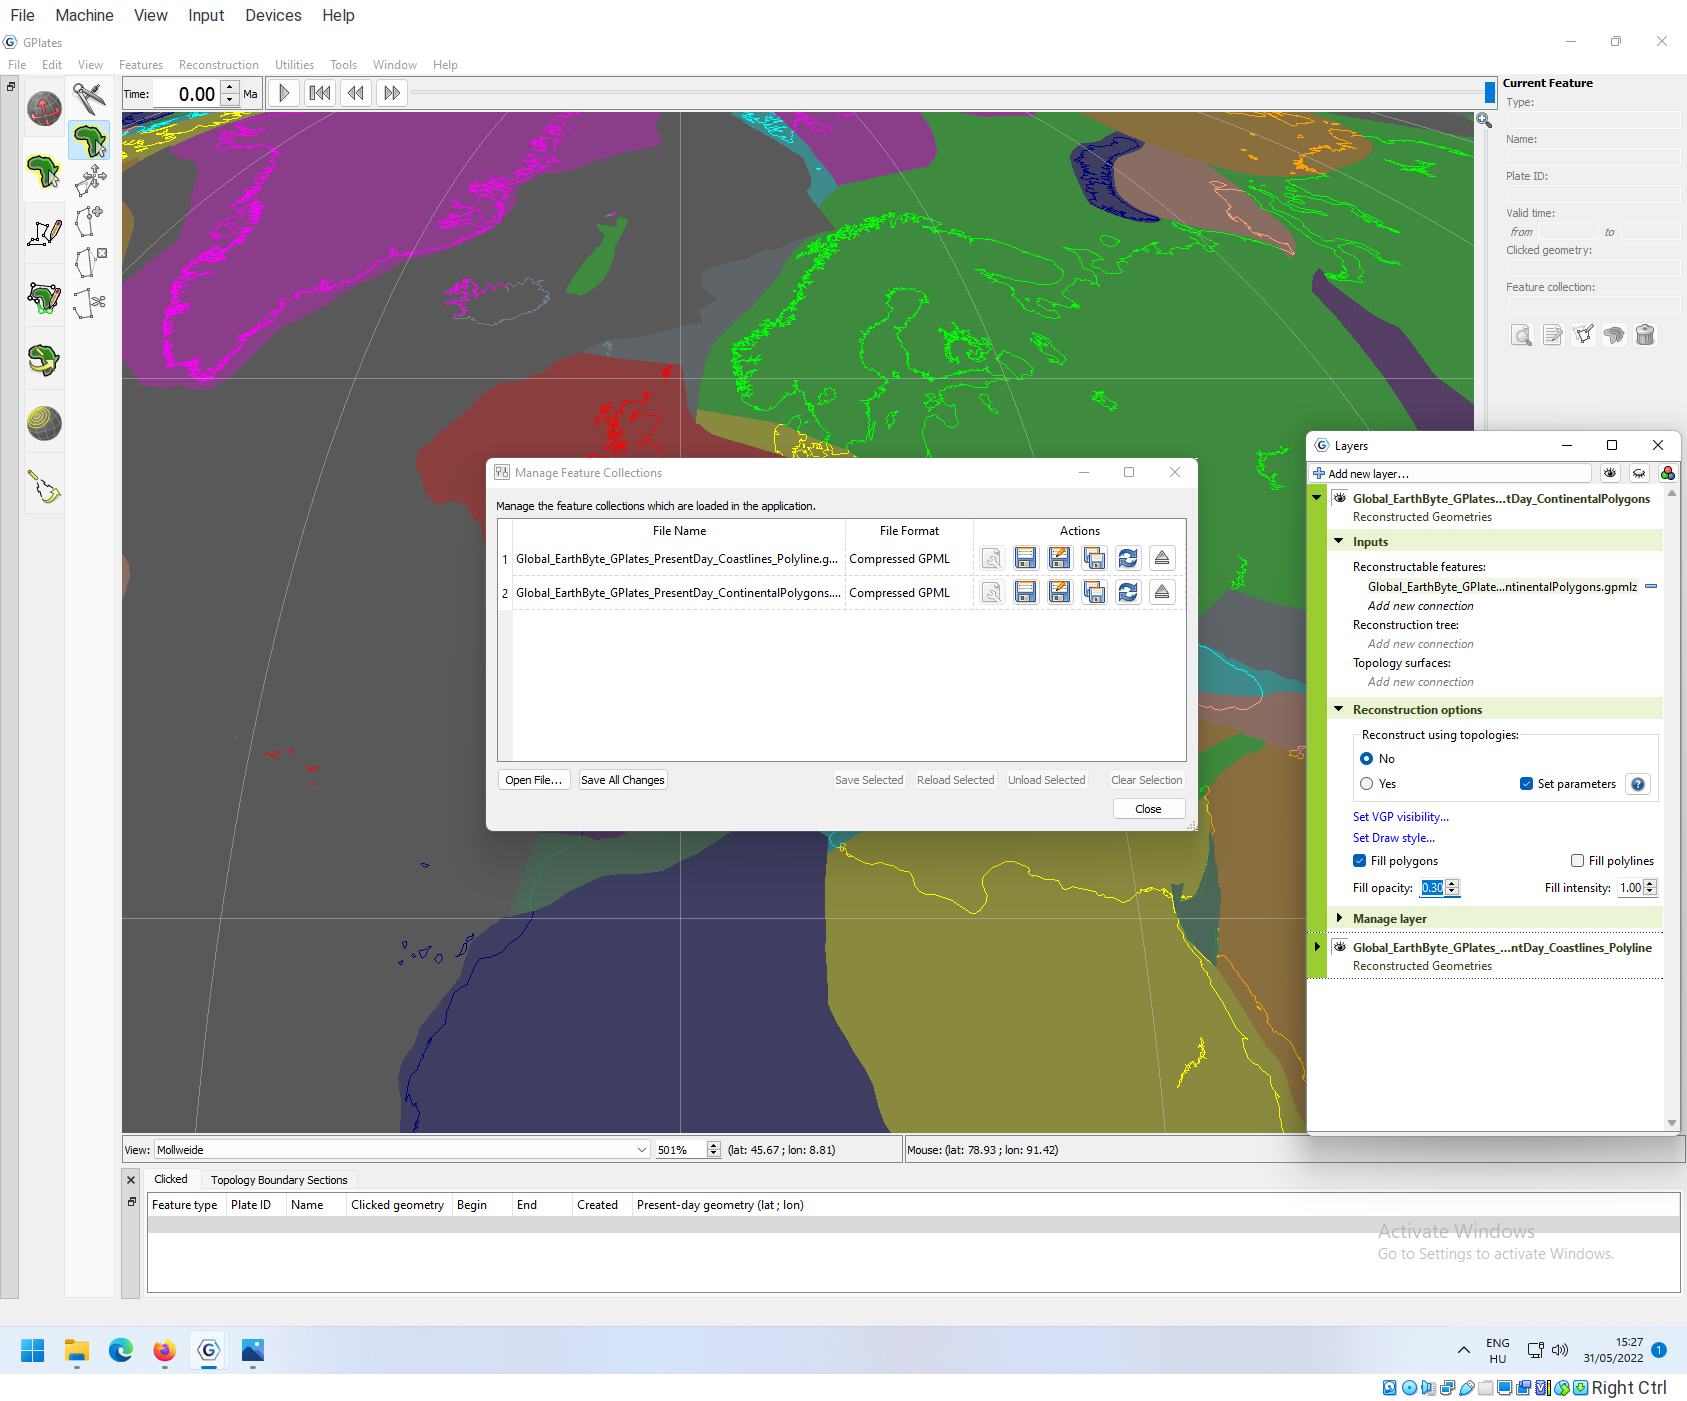 File Machine View Input Devices Help
GPlates
File Edit View Features Reconstruction Utilities Tools Window Help
Time: 0.00 Ma
Current Feature
Type:
Name:
Plate ID:
Valid time:
from to
Clicked geometry:
Feature collection:
Layers
Add new layer...
Global_EarthByte_GPlates...tDay_ContinentalPolygons
Reconstructed Geometries
Inputs
Reconstructable features:
Global_EarthByte_GPlate...ntinentalPolygons.gpmlz
Add new connection
Reconstruction tree:
Add new connection
Topology surfaces:
Add new connection
Reconstruction options
Reconstruct using topologies:
No
Yes Set parameters ?
Set VGP visibility...
Set Draw style...
Fill polygons Fill polylines
Fill opacity: 0.30 Fill intensity: 1.00
Manage layer
Global_EarthByte_GPlates_...ntDay_Coastlines_Polyline
Reconstructed Geometries
Manage Feature Collections
Manage the feature collections which are loaded in the application.
File Name File Format Actions
1 Global_EarthByte_GPlates_PresentDay_Coastlines_Polyline.g... Compressed GPML
2 Global_EarthByte_GPlates_PresentDay_ContinentalPolygons.... Compressed GPML
Open File... Save All Changes Save Selected Reload Selected Unload Selected Clear Selection
Close
View: Mollweide 501% (lat: 45.67 ; lon: 8.81) Mouse: (lat: 78.93 ; lon: 91.42)
Clicked Topology Boundary Sections
Feature type Plate ID Name Clicked geometry Begin End Created Present-day geometry (lat ; lon)
Activate Windows
Go to Settings to activate Windows.
ENG
HU
15:27
31/05/2022
1
Right Ctrl